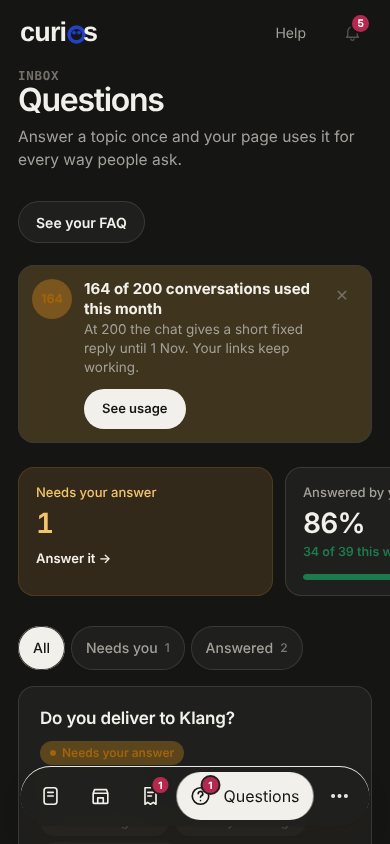 curios
Help
5
INBOX
Questions
Answer a topic once and your page uses it for
every way people ask.
See your FAQ
164
164 of 200 conversations used
this month
At 200 the chat gives a short fixed
reply until 1 Nov. Your links keep
working.
See usage
Needs your answer
1
Answer it →
Answered by
86%
34 of 39 this
All
Needs you 1
Answered 2
Do you deliver to Klang?
Needs your answer
1
1
Questions